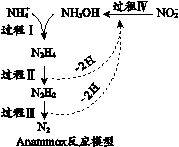 NH₄⁺ NH₂OH 过程Ⅳ NO₂⁻
过程Ⅰ
N₂H₄
过程Ⅱ -2H
N₂H₂
过程Ⅲ -2H
N₂
Anammox反应模型